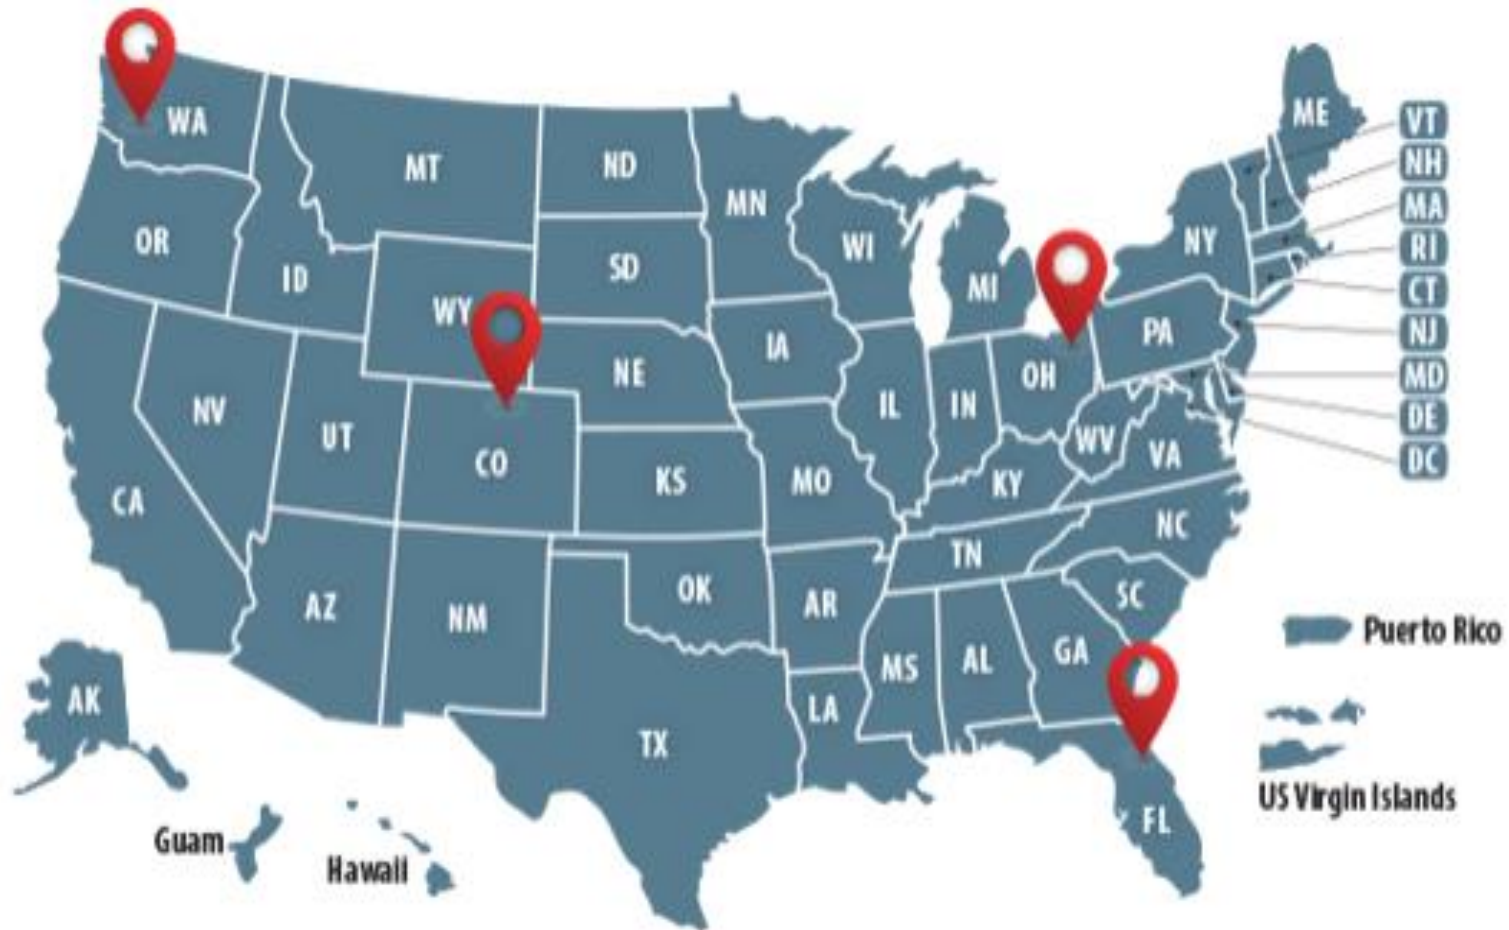 WA
MT
ND
MN
OR
ID
SD
WI
MI
NY
ME
VT
NH
MA
RI
CT
NJ
MD
DE
DC
WY
IA
PA
NE
NV
UT
CO
KS
MO
IL
IN
OH
WV
VA
KY
CA
NC
TN
SC
AZ
NM
OK
AR
MS
AL
GA
LA
TX
FL
AK
Puerto Rico
US Virgin Islands
Guam
Hawaii